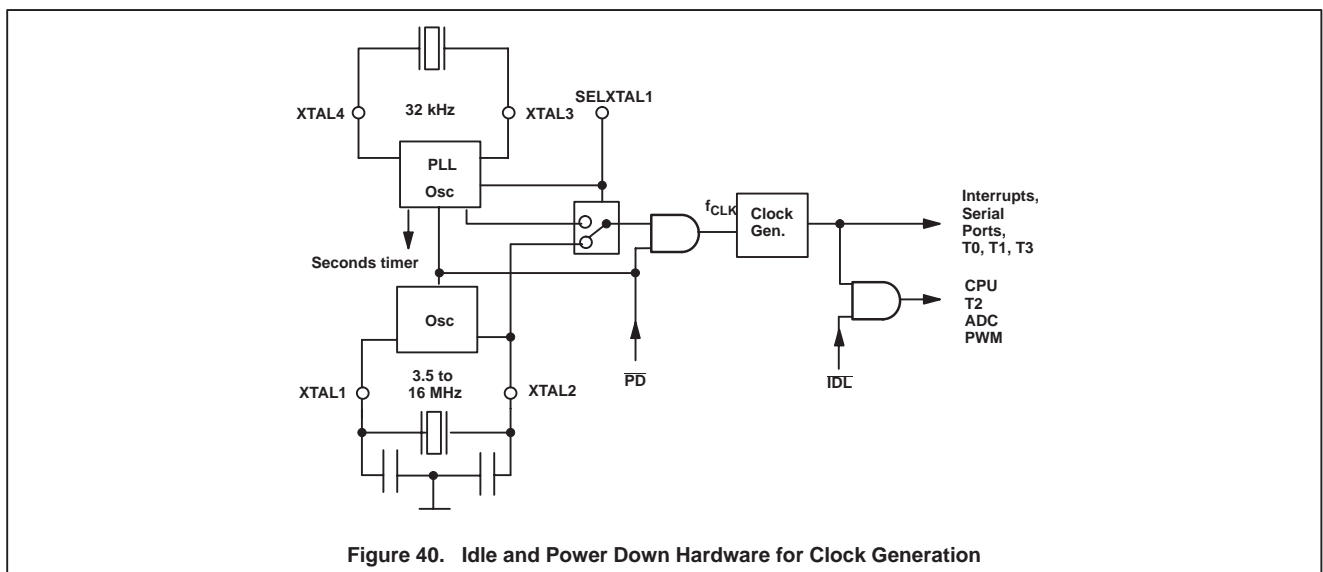 32 kHz
XTAL4
XTAL3
SELXTAL1
PLL
Osc
Seconds timer
fCLK
Clock
Gen.
Interrupts,
Serial
Ports,
T0, T1, T3
CPU
T2
ADC
PWM
Osc
PD
IDL
3.5 to
16 MHz
XTAL1
XTAL2
Figure 40. Idle and Power Down Hardware for Clock Generation